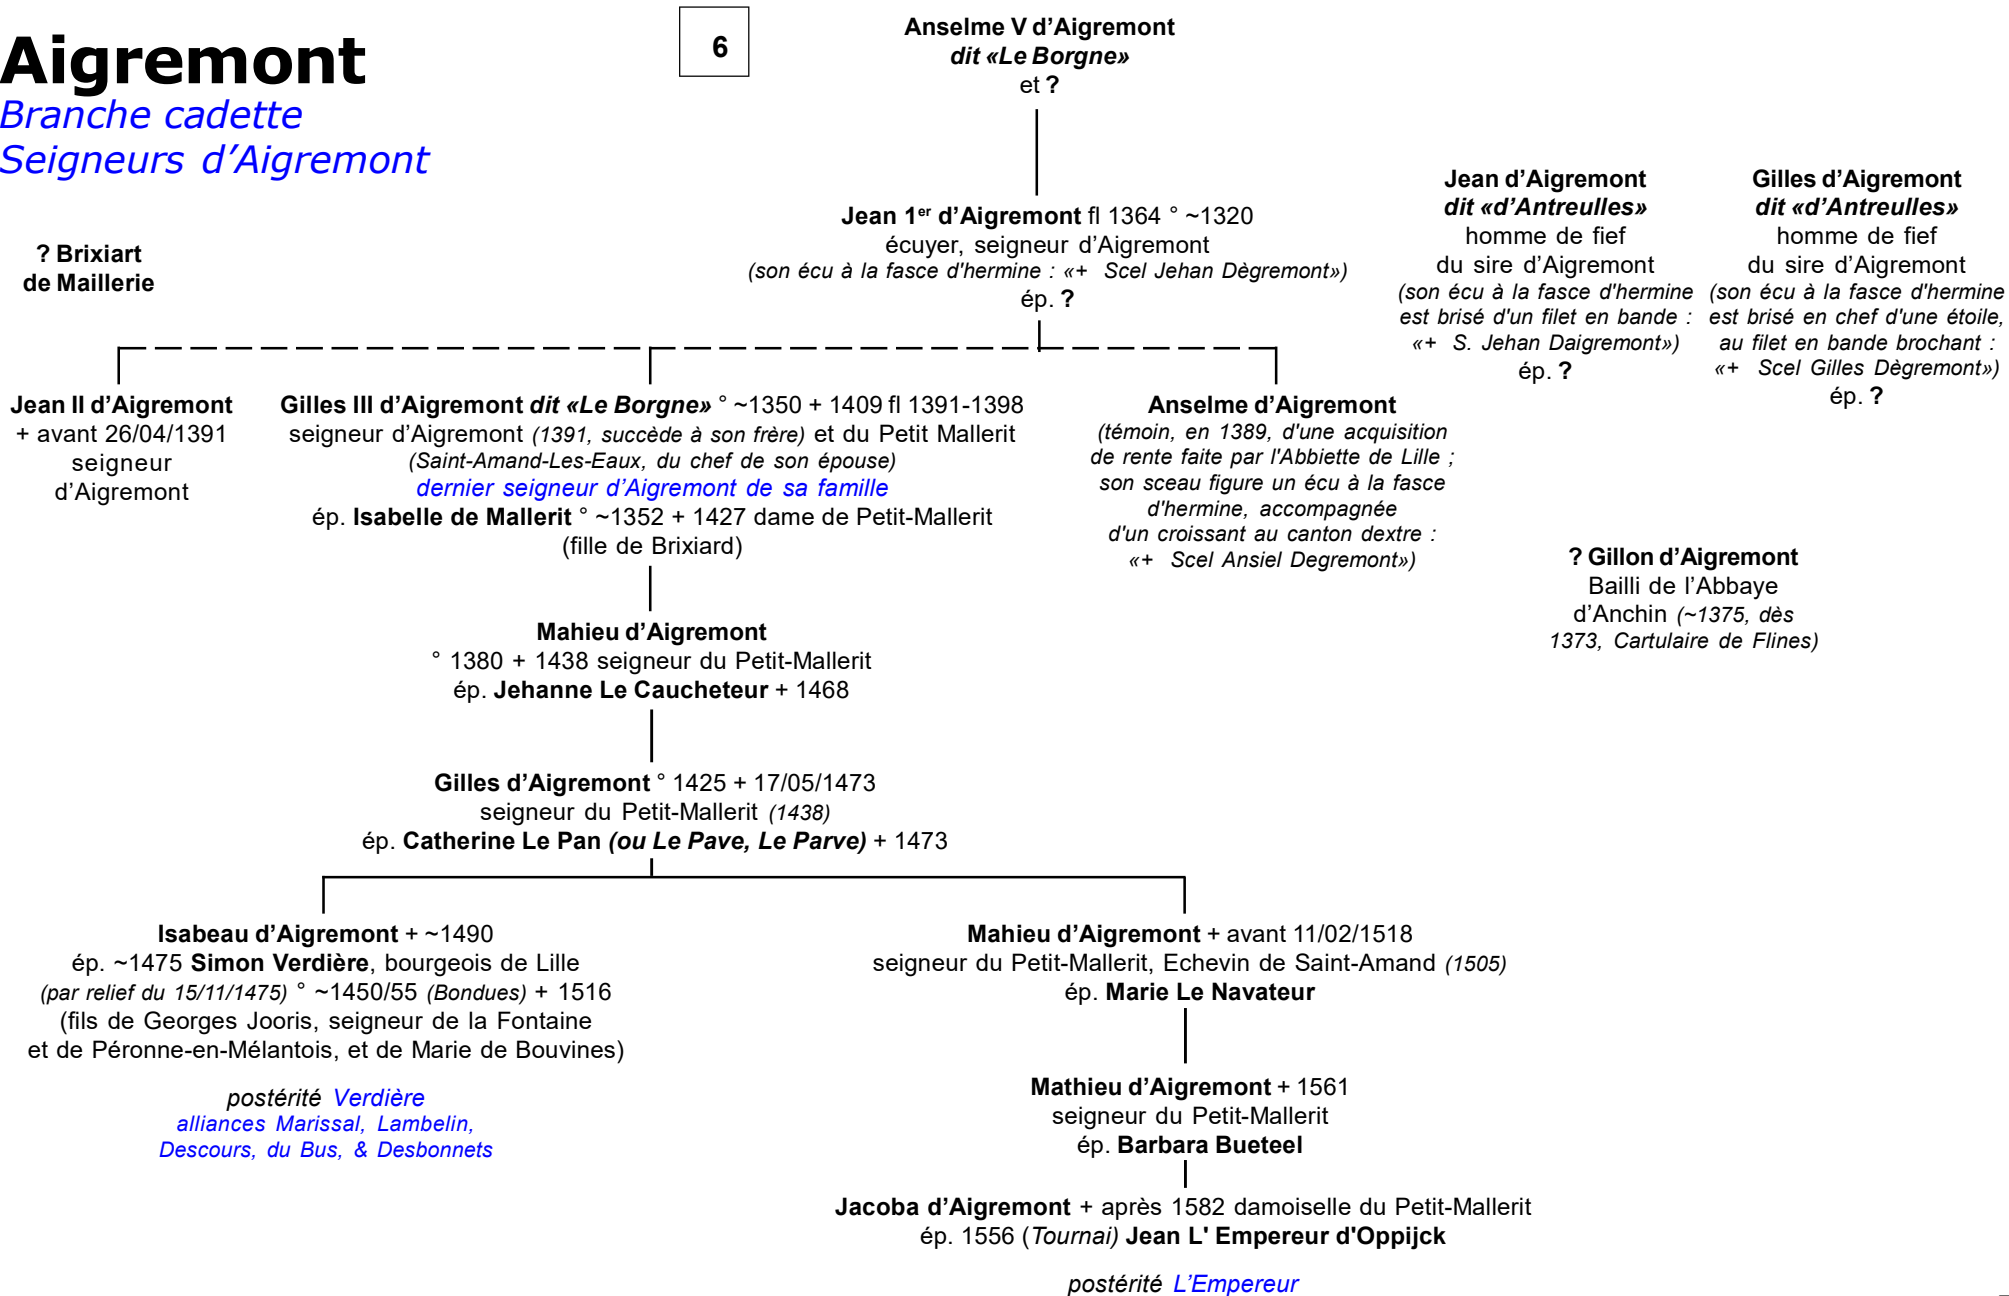 Aigremont
Branche cadette
Seigneurs d’Aigremont
6
Anselme V d’Aigremont
dit «Le Borgne»
et ?
Jean 1er d’Aigremont fl 1364 ° ~1320
écuyer, seigneur d’Aigremont
(son écu à la fasce d'hermine : «+ Scel Jehan Dègremont»)
ép. ?
Jean d’Aigremont
dit «d’Antreulles»
homme de fief
du sire d’Aigremont
(son écu à la fasce d'hermine
est brisé d'un filet en bande :
«+ S. Jehan Daigremont»)
ép. ?
Gilles d’Aigremont
dit «d’Antreulles»
homme de fief
du sire d’Aigremont
(son écu à la fasce d'hermine
est brisé en chef d'une étoile,
au filet en bande brochant :
«+ Scel Gilles Dègremont»)
ép. ?
? Brixiart
de Maillerie
Jean II d’Aigremont
+ avant 26/04/1391
seigneur
d’Aigremont
Gilles III d’Aigremont dit «Le Borgne» ° ~1350 + 1409 fl 1391-1398
seigneur d’Aigremont (1391, succède à son frère) et du Petit Mallerit
(Saint-Amand-Les-Eaux, du chef de son épouse)
dernier seigneur d’Aigremont de sa famille
ép. Isabelle de Mallerit ° ~1352 + 1427 dame de Petit-Mallerit
(fille de Brixiard)
Anselme d’Aigremont
(témoin, en 1389, d'une acquisition
de rente faite par l'Abbiette de Lille ;
son sceau figure un écu à la fasce
d'hermine, accompagnée
d'un croissant au canton dextre :
«+ Scel Ansiel Degremont»)
? Gillon d’Aigremont
Bailli de l’Abbaye
d’Anchin (~1375, dès
1373, Cartulaire de Flines)
Mahieu d’Aigremont
° 1380 + 1438 seigneur du Petit-Mallerit
ép. Jehanne Le Caucheteur + 1468
Gilles d’Aigremont ° 1425 + 17/05/1473
seigneur du Petit-Mallerit (1438)
ép. Catherine Le Pan (ou Le Pave, Le Parve) + 1473
Isabeau d’Aigremont + ~1490
ép. ~1475 Simon Verdière, bourgeois de Lille
(par relief du 15/11/1475) ° ~1450/55 (Bondues) + 1516
(fils de Georges Jooris, seigneur de la Fontaine
et de Péronne-en-Mélantois, et de Marie de Bouvines)
postérité Verdière
alliances Marissal, Lambelin,
Descours, du Bus, & Desbonnets
Mahieu d’Aigremont + avant 11/02/1518
seigneur du Petit-Mallerit, Echevin de Saint-Amand (1505)
ép. Marie Le Navateur
Mathieu d’Aigremont + 1561
seigneur du Petit-Mallerit
ép. Barbara Bueteel
Jacoba d’Aigremont + après 1582 damoiselle du Petit-Mallerit
ép. 1556 (Tournai) Jean L' Empereur d'Oppijck
postérité L’Empereur